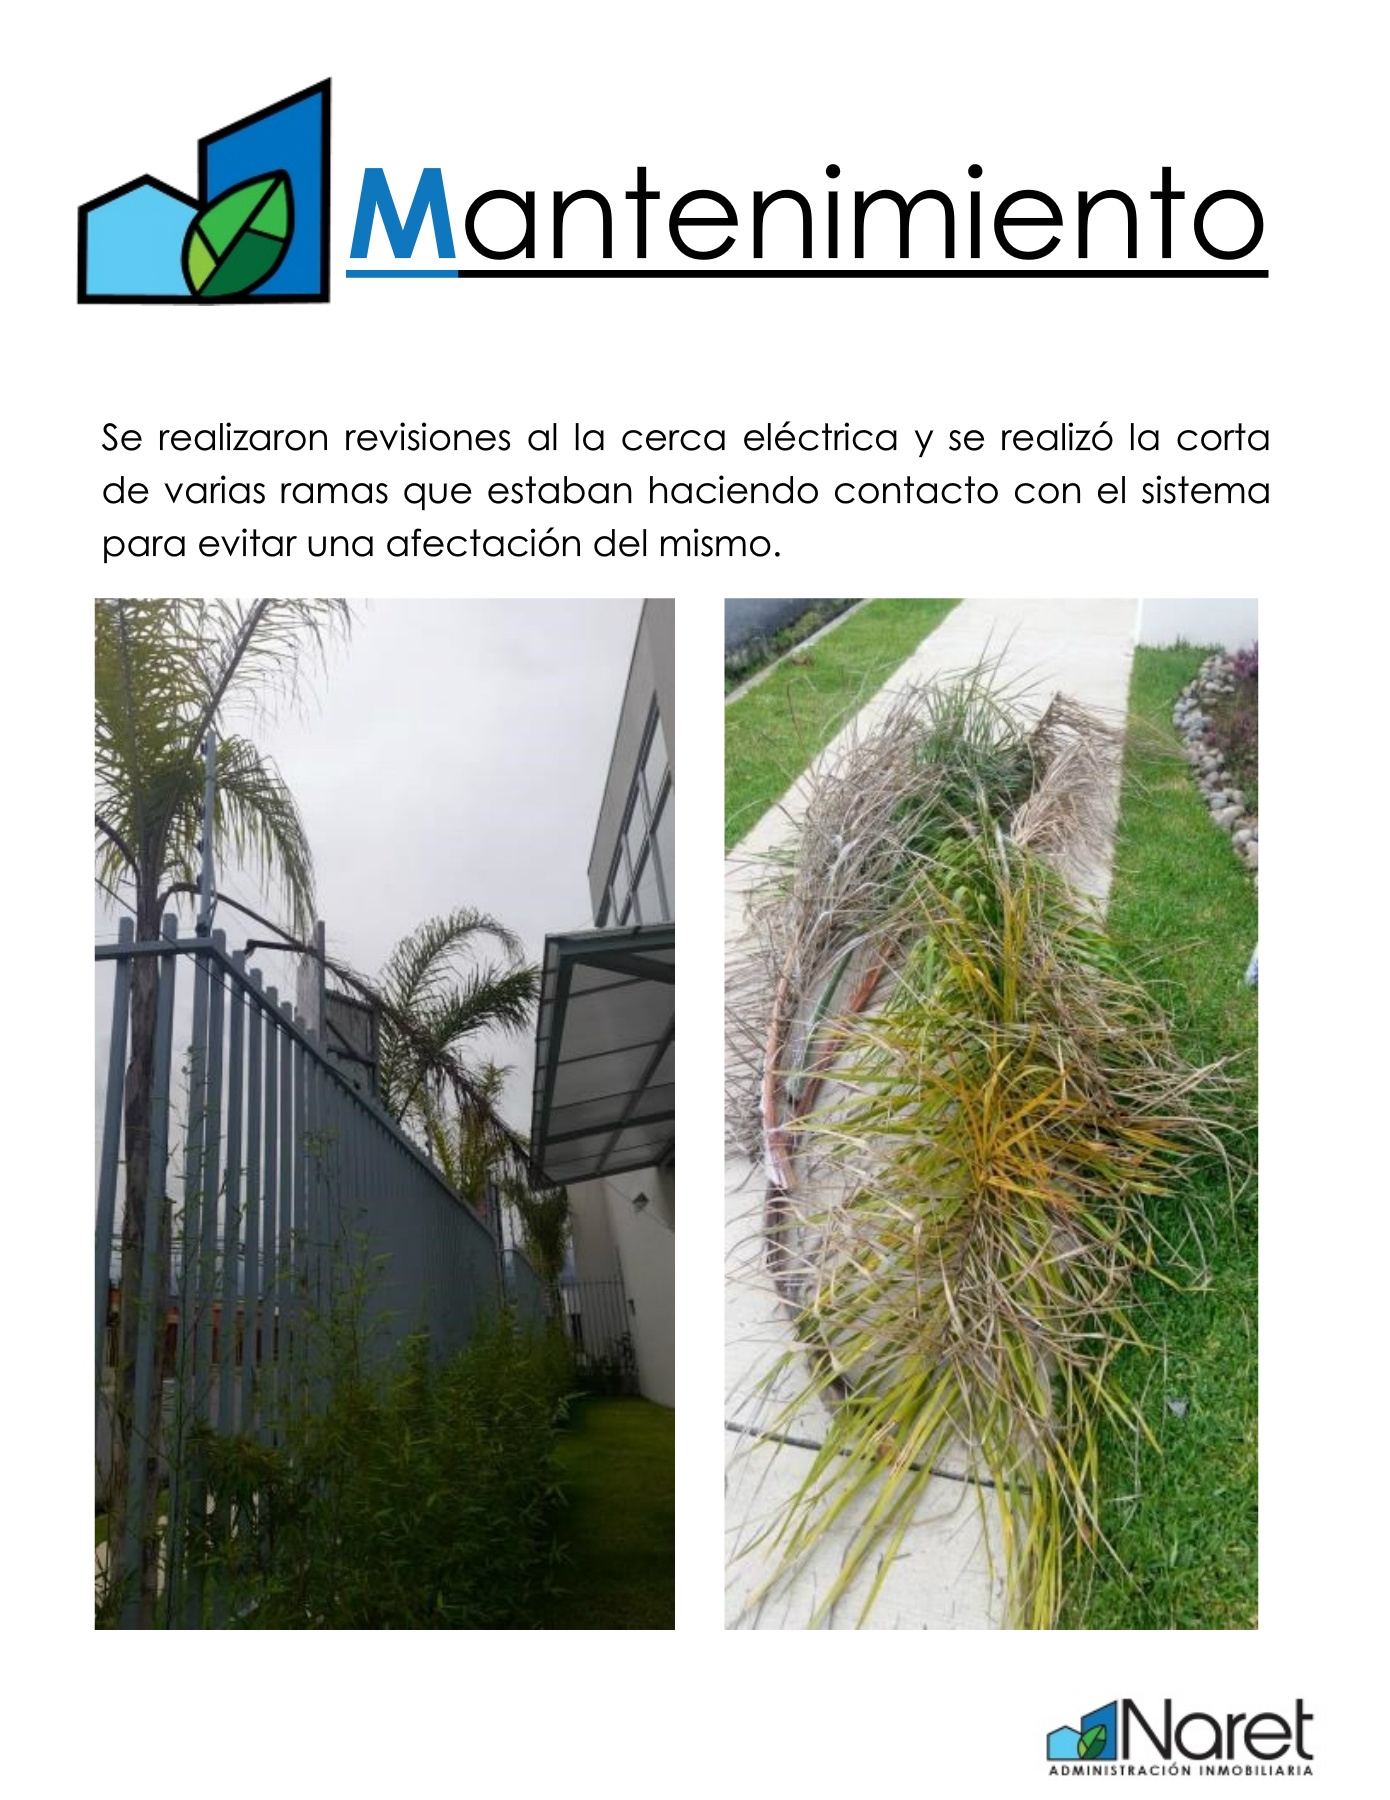 Mantenimiento
Se realizaron revisiones al la cerca eléctrica y se realizó la corta
de varias ramas que estaban haciendo contacto con el sistema
para evitar una afectación del mismo.
Naret
ADMINISTRACIÓN INMOBILIARIA